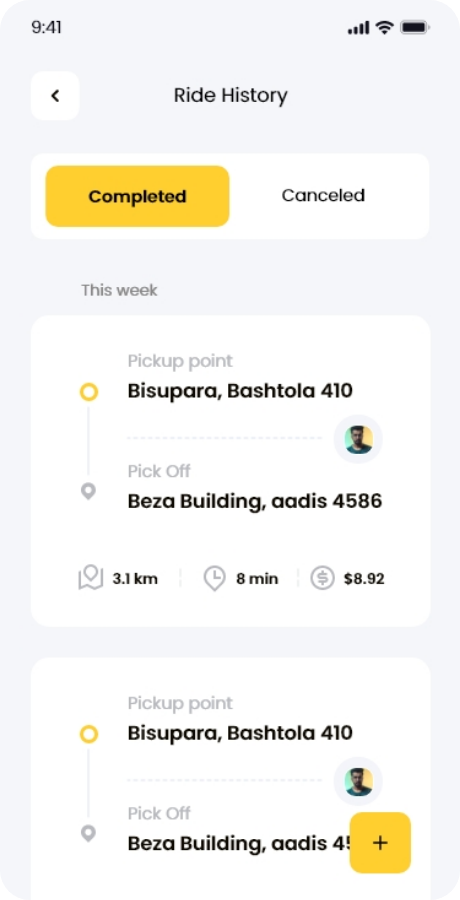 9:41
Ride History
Completed
Canceled
This week
Pickup point
Bisupara, Bashtola 410
Pick Off
Beza Building, aadis 4586
3.1 km
8 min
$8.92
Pickup point
Bisupara, Bashtola 410
Pick Off
Beza Building, aadis
+